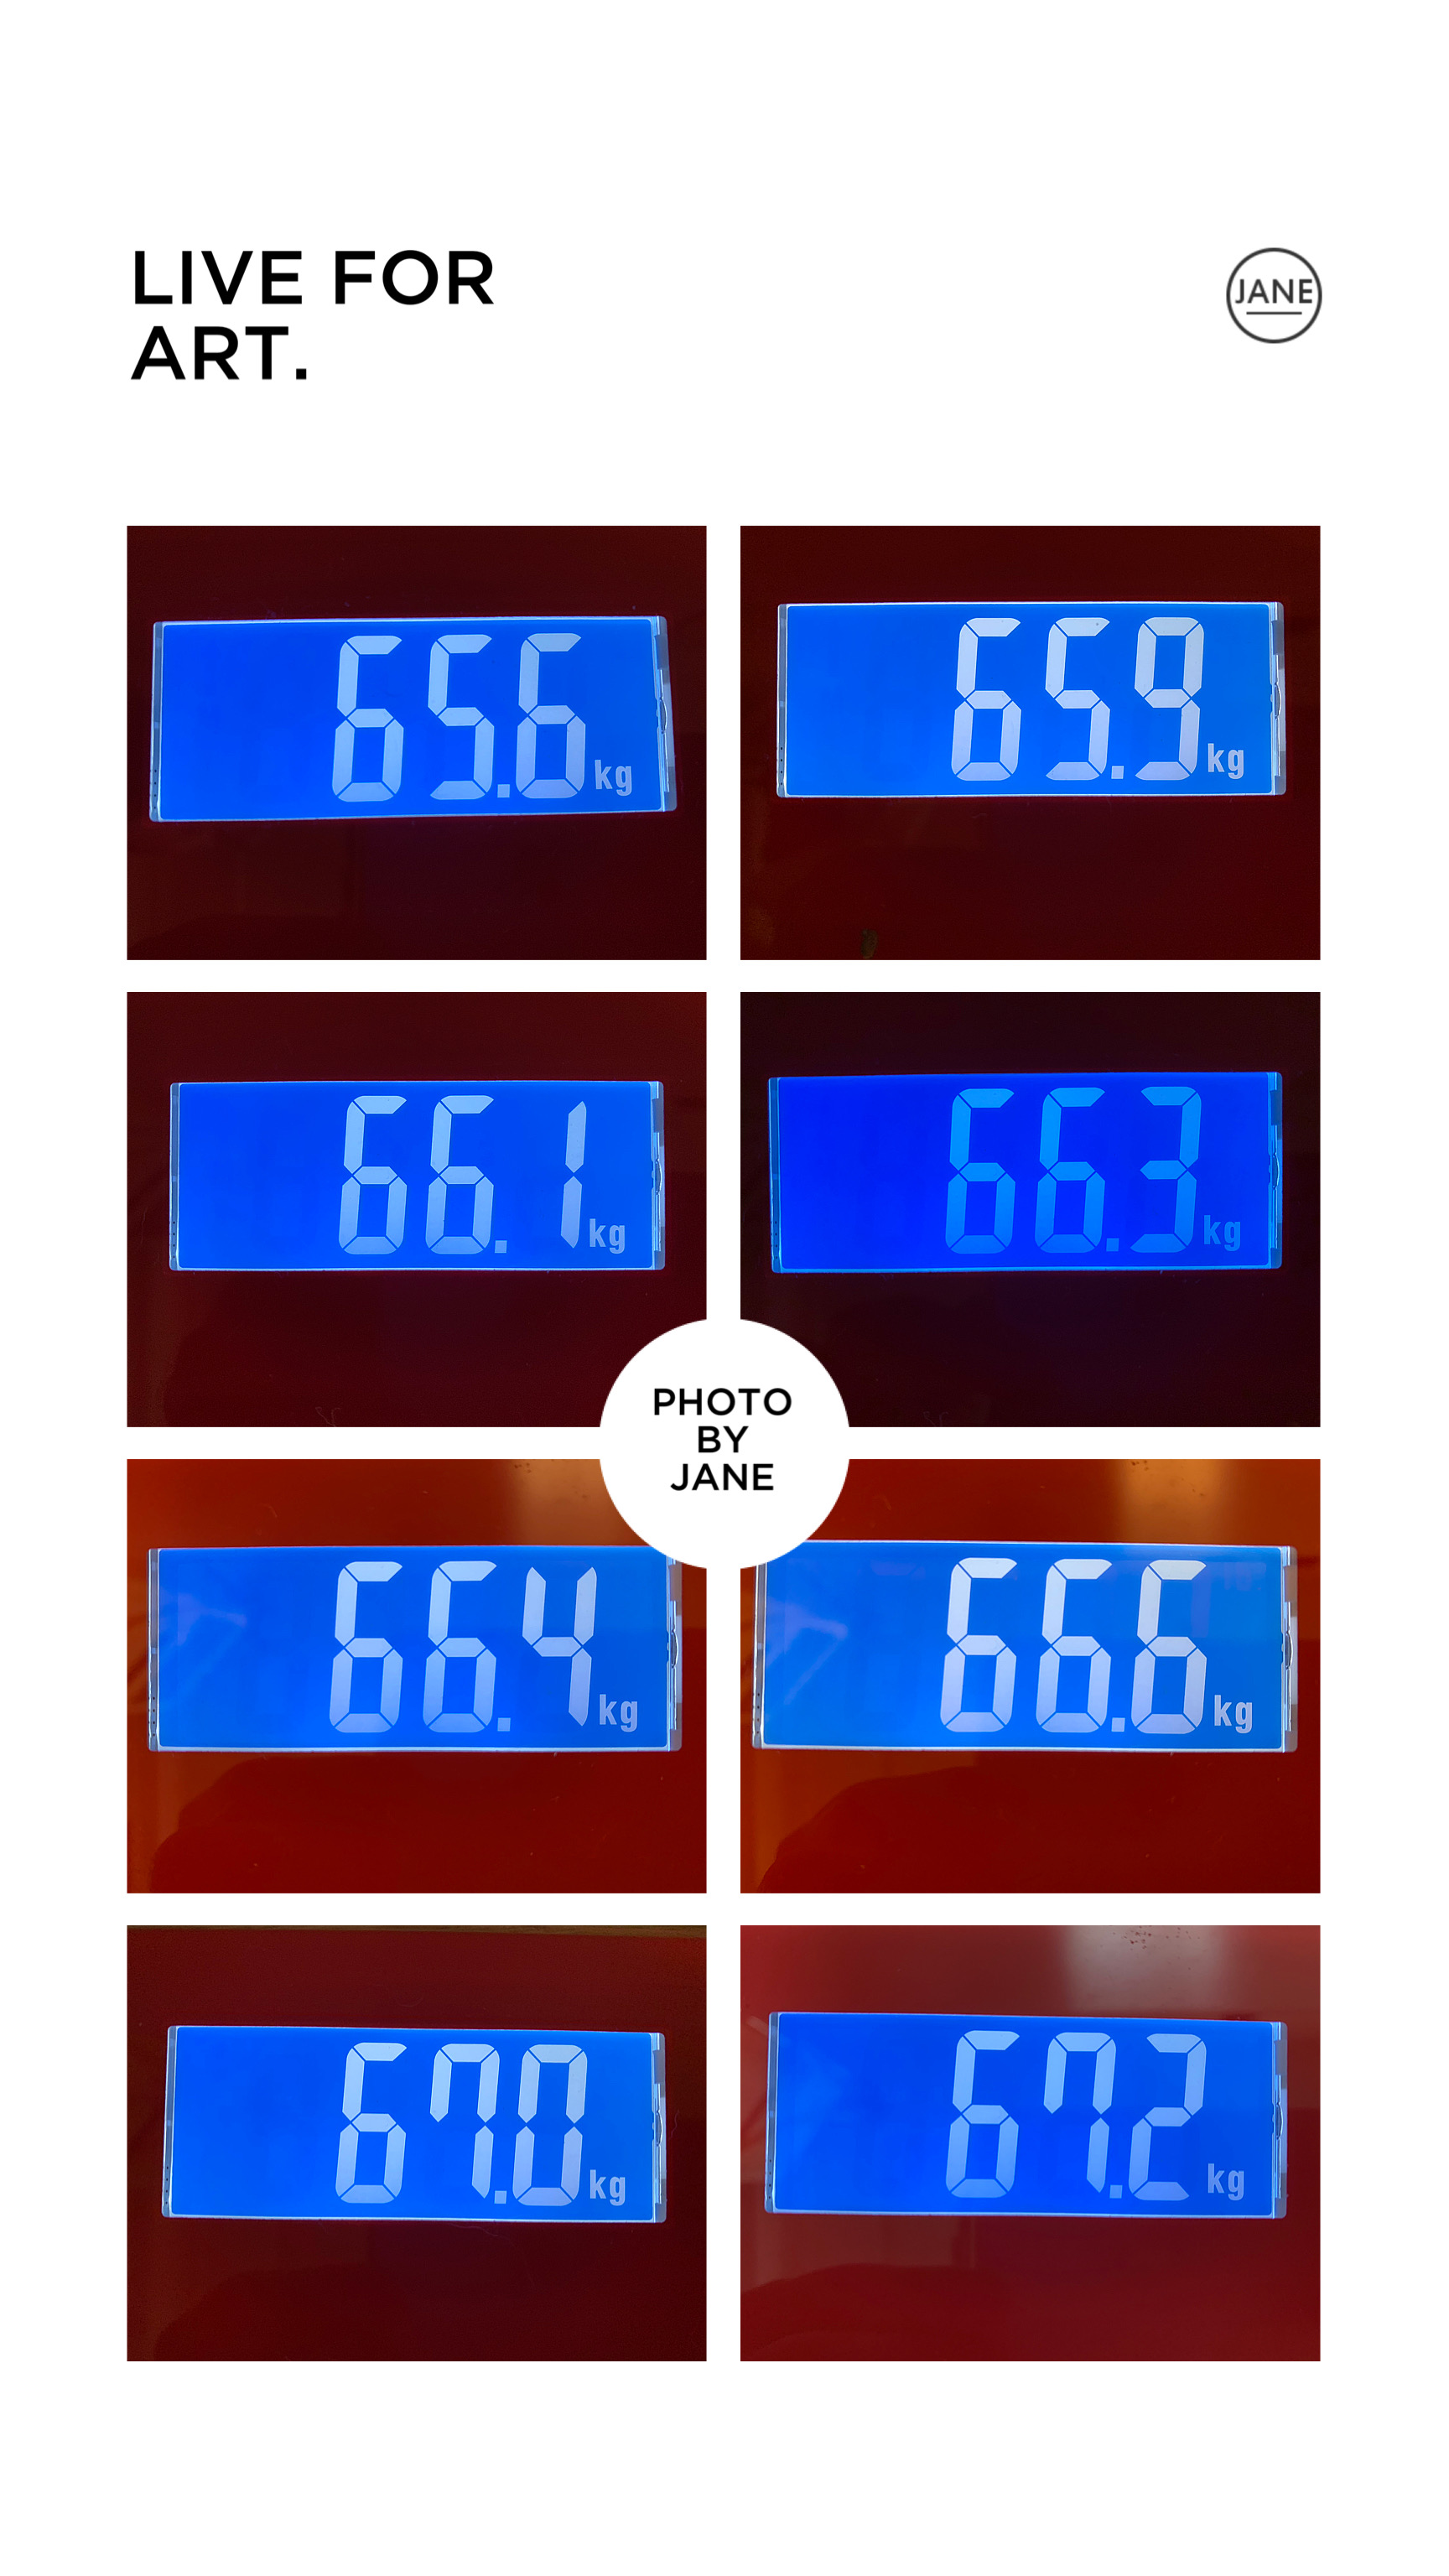 LIVE FOR
ART.
JANE
65.6 kg
65.9 kg
66.1 kg
66.3 kg
PHOTO
BY
JANE
66.4 kg
66.6 kg
67.0 kg
67.2 kg